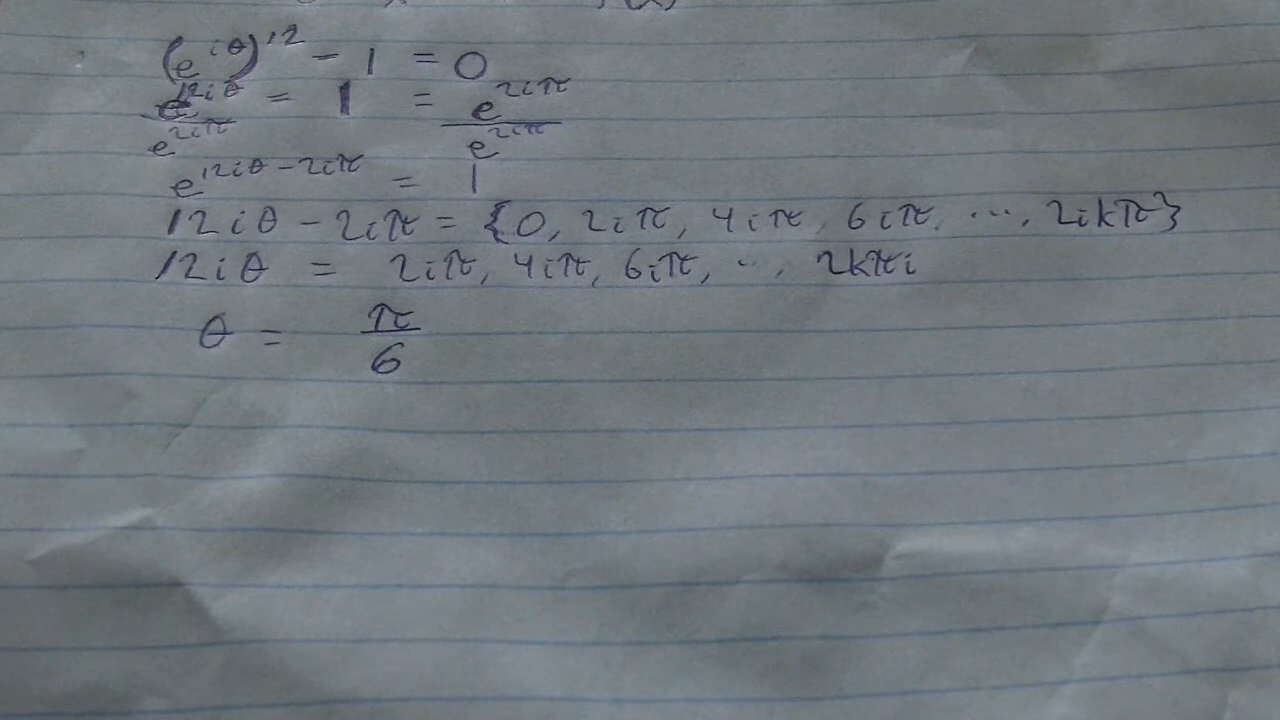 (e^{iθ})^{12} - 1 = 0
e^{12iθ}/e^{2iπ} = 1 = e^{2iπ}/e^{2iπ}
e^{12iθ - 2iπ} = 1
12iθ - 2iπ = {0, 2iπ, 4iπ, 6iπ, ..., 2ikπ}
12iθ = 2iπ, 4iπ, 6iπ, .., 2kπi
θ = π/6